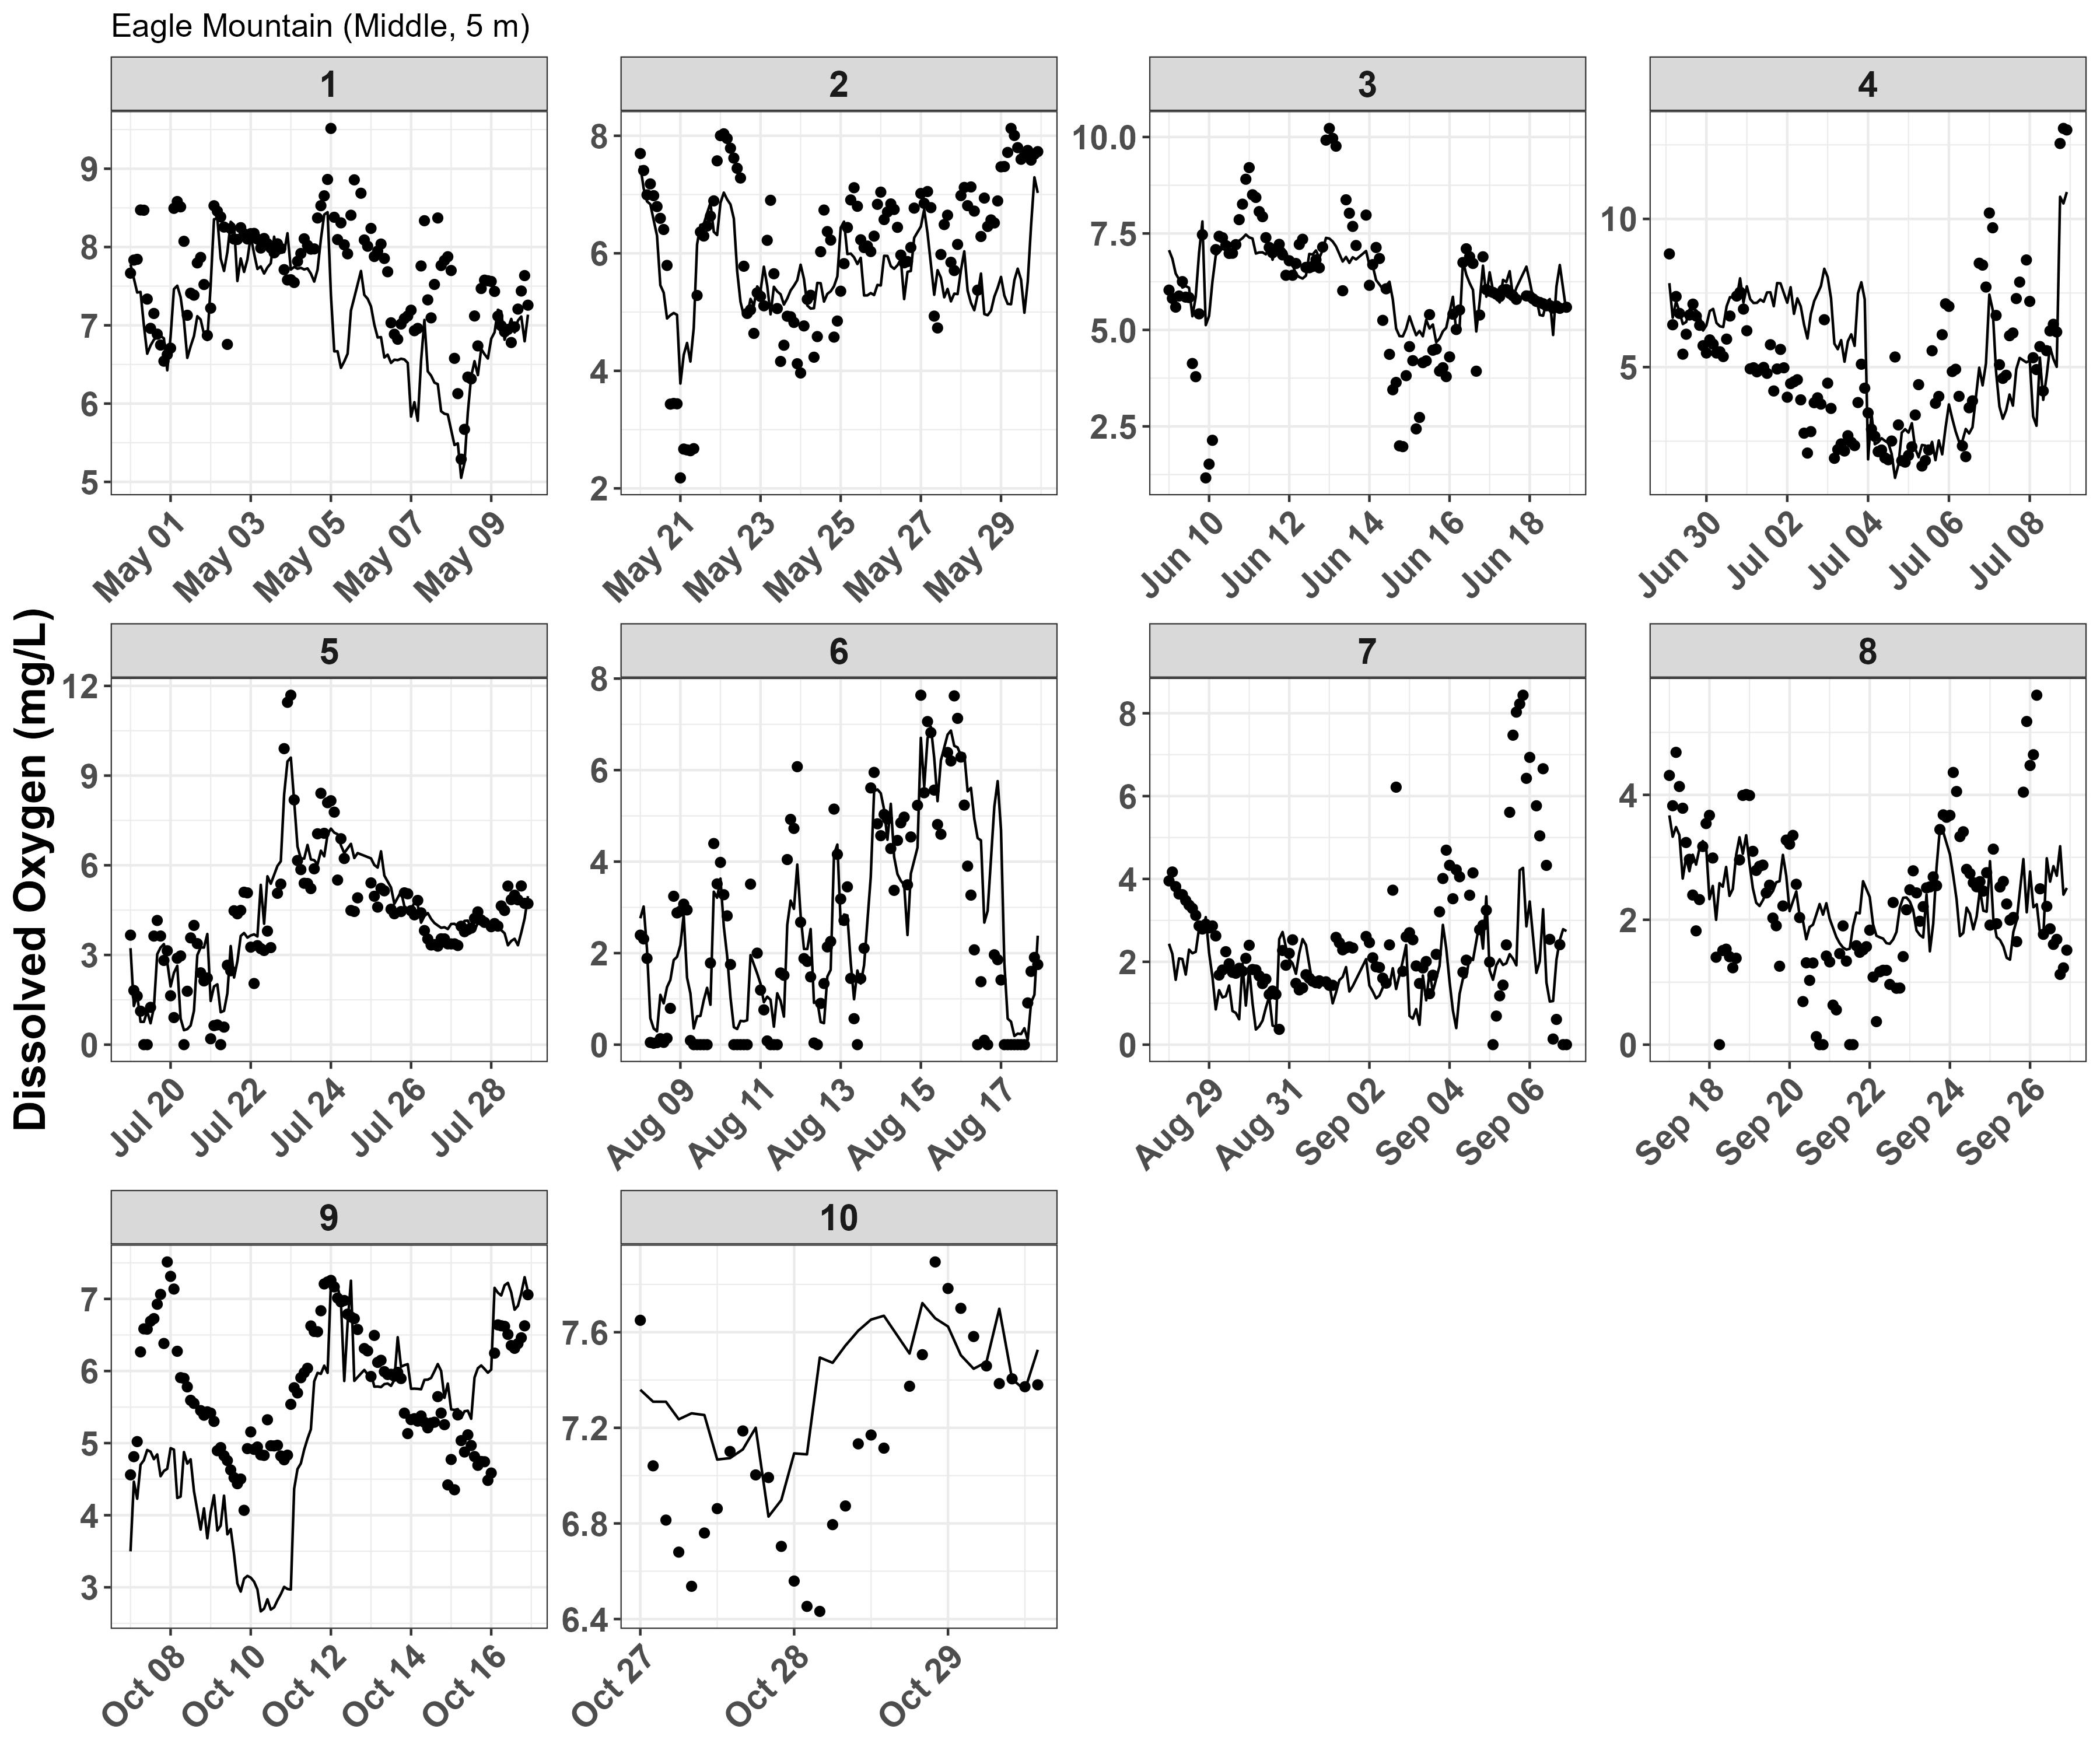 Eagle Mountain (Middle, 5 m)
1
2
3
4
9
8
7
6
5
8
6
4
2
10.0
7.5
5.0
2.5
10
5
May 01
May 03
May 05
May 07
May 09
May 21
May 23
May 25
May 27
May 29
Jun 10
Jun 12
Jun 14
Jun 16
Jun 18
Jun 30
Jul 02
Jul 04
Jul 06
Jul 08
Dissolved Oxygen (mg/L)
5
6
7
8
12
9
6
3
0
8
6
4
2
0
8
6
4
2
0
4
2
0
Jul 20
Jul 22
Jul 24
Jul 26
Jul 28
Aug 09
Aug 11
Aug 13
Aug 15
Aug 17
Aug 29
Aug 31
Sep 02
Sep 04
Sep 06
Sep 18
Sep 20
Sep 22
Sep 24
Sep 26
9
10
7
6
5
4
3
7.6
7.2
6.8
6.4
Oct 08
Oct 10
Oct 12
Oct 14
Oct 16
Oct 27
Oct 28
Oct 29